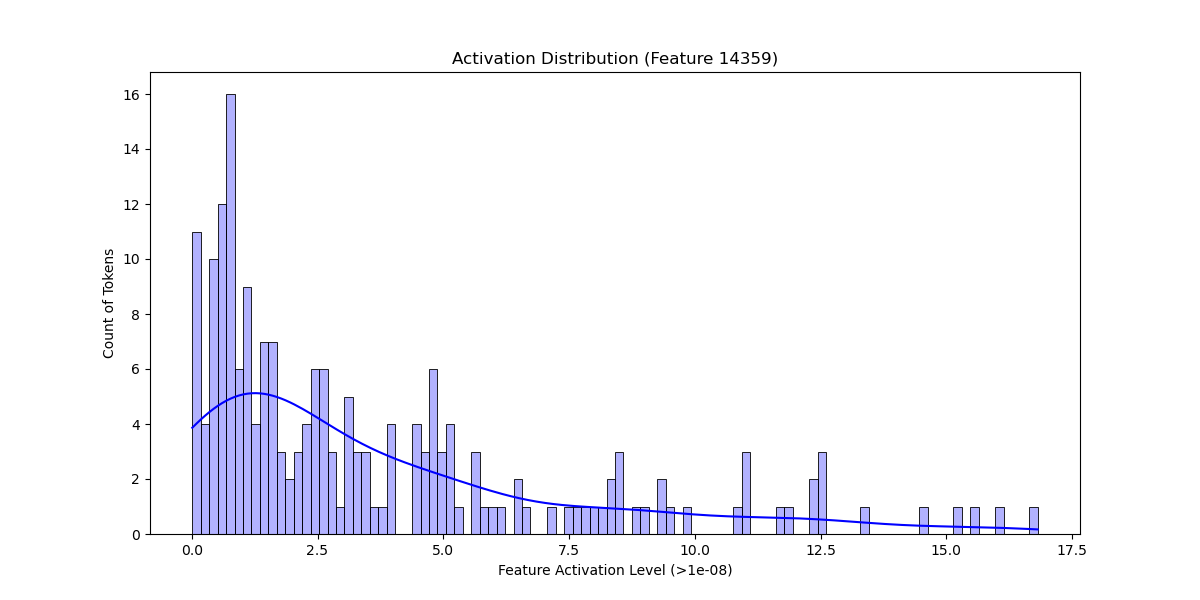 Activation Distribution (Feature 14359)
Count of Tokens
16
14
12
10
8
6
4
2
0
0.0 2.5 5.0 7.5 10.0 12.5 15.0 17.5
Feature Activation Level (>1e-08)